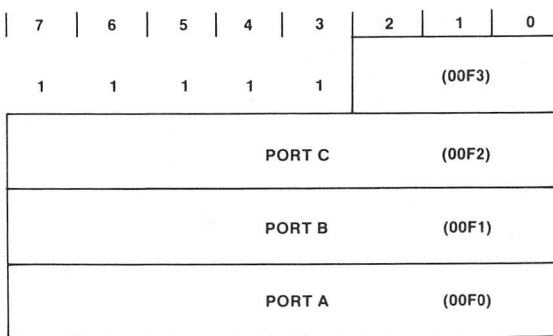 7 6 5 4 3 2 1 0
1 1 1 1 1 (00F3)
PORT C (00F2)
PORT B (00F1)
PORT A (00F0)